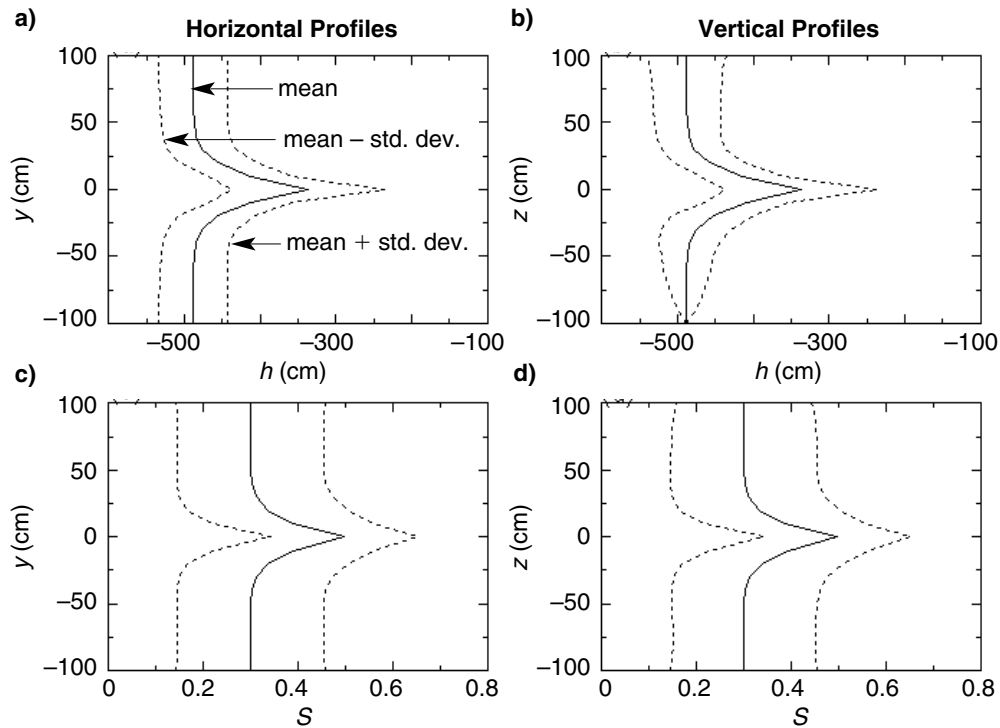 a) Horizontal Profiles
b) Vertical Profiles
100
50
0
−50
−100
y (cm)
mean
mean − std. dev.
mean + std. dev.
−500
−300
−100
h (cm)
100
50
0
−50
−100
z (cm)
−500
−300
−100
h (cm)
c)
100
50
0
−50
−100
y (cm)
0 0.2 0.4 0.6 0.8
S
d)
100
50
0
−50
−100
z (cm)
0 0.2 0.4 0.6 0.8
S